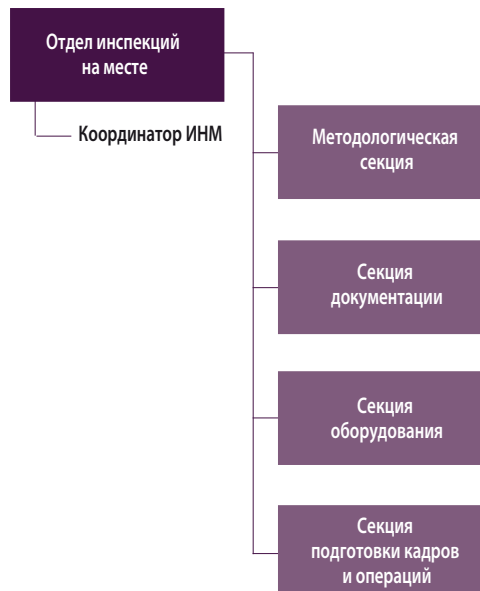 Отдел инспекций
на месте
Координатор ИНМ
Методологическая
секция
Секция
документации
Секция
оборудования
Секция
подготовки кадров
и операций